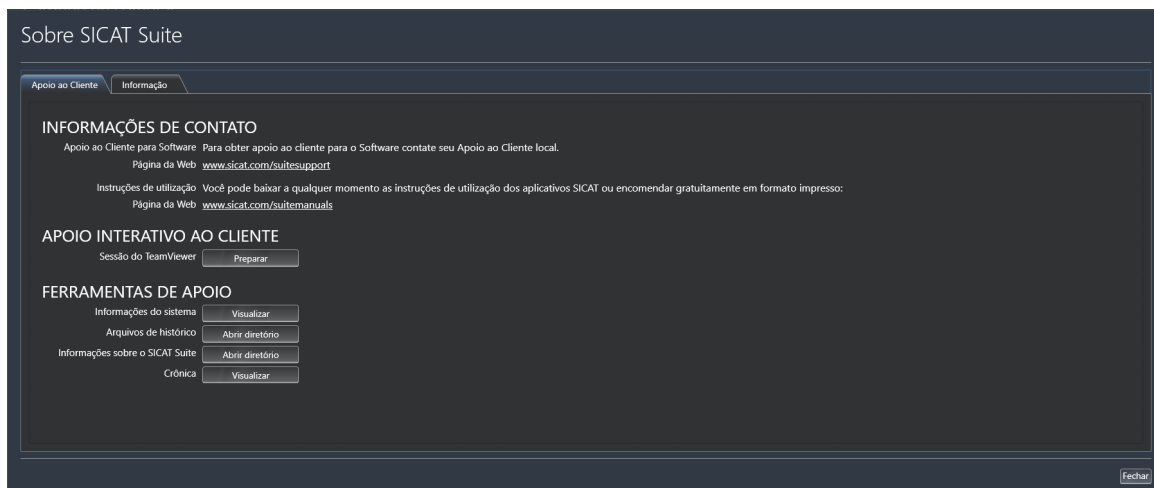 Sobre SICAT Suite
Apoio ao Cliente
Informação
INFORMAÇÕES DE CONTATO
Apoio ao Cliente para Software Para obter apoio ao cliente para o Software contate seu Apoio ao Cliente local.
Página da Web www.sicat.com/suitesupport
Instruções de utilização Você pode baixar a qualquer momento as instruções de utilização dos aplicativos SICAT ou encomendar gratuitamente em formato impresso:
Página da Web www.sicat.com/suitemanuals
APOIO INTERATIVO AO CLIENTE
Sessão do TeamViewer Preparar
FERRAMENTAS DE APOIO
Informações do sistema Visualizar
Arquivos de histórico Abrir diretório
Informações sobre o SICAT Suite Abrir diretório
Crônica Visualizar
Fechar